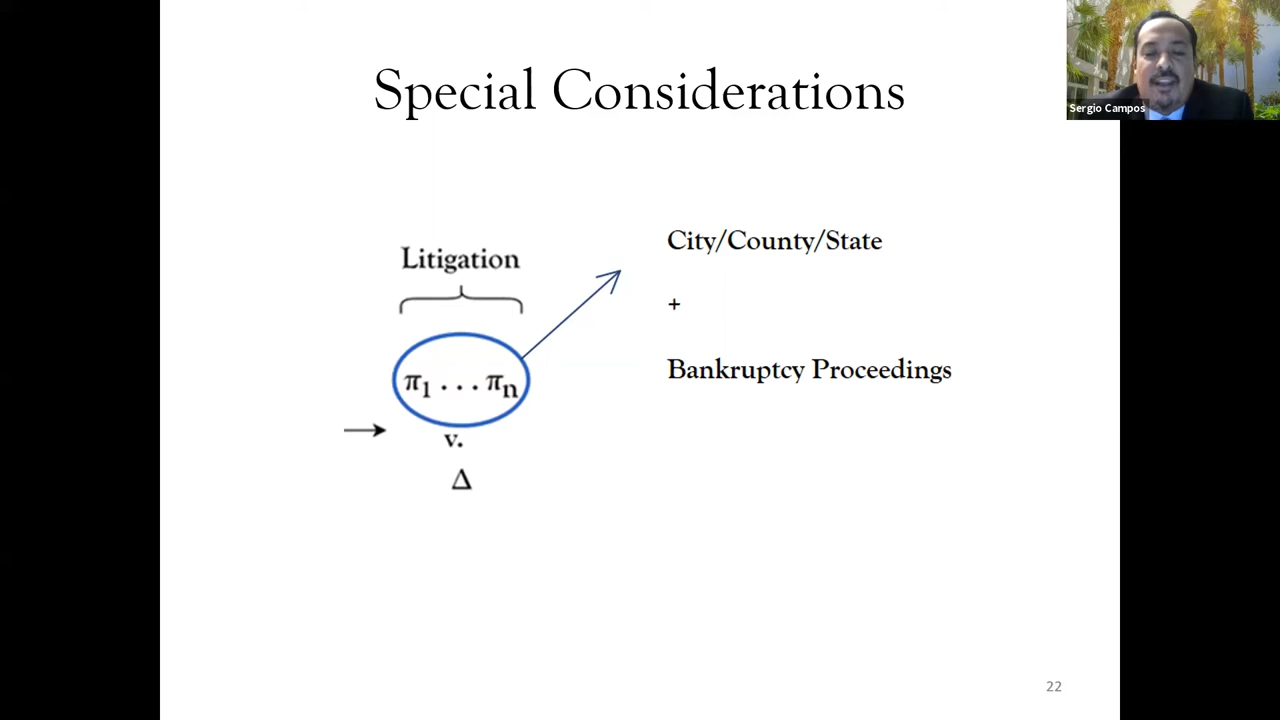 Special Considerations
Sergio Campos
City/County/State
Litigation
+
Bankruptcy Proceedings
π1 . . . πn
v.
Δ
22